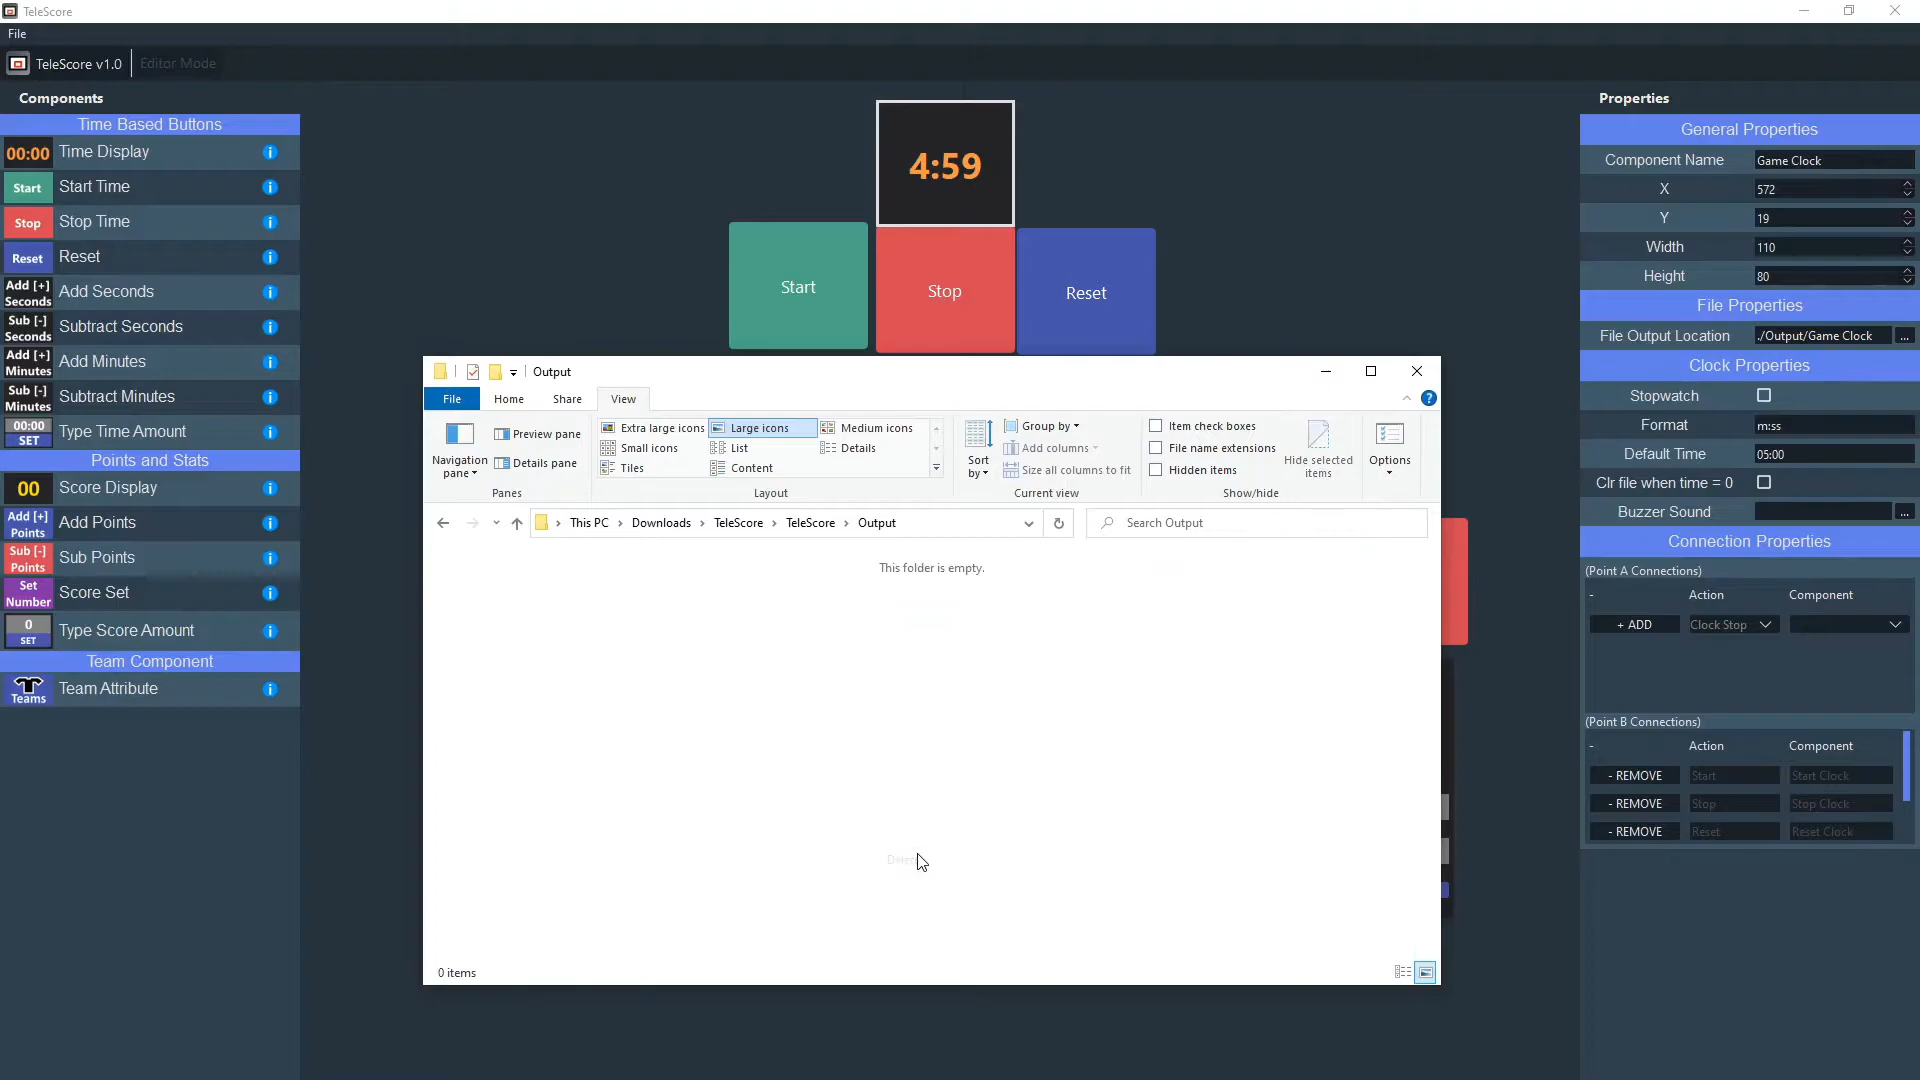 TeleScore
File
TeleScore v1.0
Editor Mode
Components
Time Based Buttons
00:00 Time Display
Start Start Time
Stop Stop Time
Reset Reset
Add [+] Seconds Add Seconds
Sub [-] Seconds Subtract Seconds
Add [+] Minutes Add Minutes
Sub [-] Minutes Subtract Minutes
00:00 SET Type Time Amount
Points and Stats
00 Score Display
Add [+] Points Add Points
Sub [-] Points Sub Points
Set Number Score Set
0 SET Type Score Amount
Team Component
Teams Team Attribute
4:59
Start
Stop
Reset
Output
File Home Share View
Navigation pane
Preview pane
Details pane
Panes
Extra large icons Large icons Medium icons
Small icons List Details
Tiles Content
Layout
Sort by
Group by
Add columns
Size all columns to fit
Current view
Item check boxes
File name extensions
Hidden items
Hide selected items
Show/hide
Options
This PC Downloads TeleScore TeleScore Output
Search Output
This folder is empty.
0 items
Properties
General Properties
Component Name Game Clock
X 572
Y 19
Width 110
Height 80
File Properties
File Output Location ./Output/Game Clock ...
Clock Properties
Stopwatch
Format m:ss
Default Time 05:00
Clr file when time = 0
Buzzer Sound ...
Connection Properties
(Point A Connections)
- Action Component
+ ADD Clock Stop
(Point B Connections)
- Action Component
- REMOVE Start Start Clock
- REMOVE Stop Stop Clock
- REMOVE Reset Reset Clock